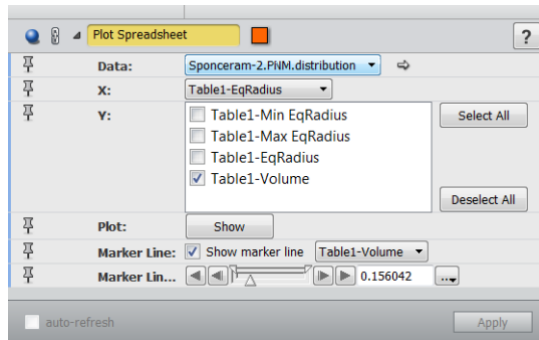 Plot Spreadsheet ?
Data: Sponceram-2.PNM.distribution
X: Table1-EqRadius
Y: Table1-Min EqRadius Select All
Table1-Max EqRadius
Table1-EqRadius
Table1-Volume
Deselect All
Plot: Show
Marker Line: Show marker line Table1-Volume
Marker Lin... 0.156042 ...
auto-refresh Apply